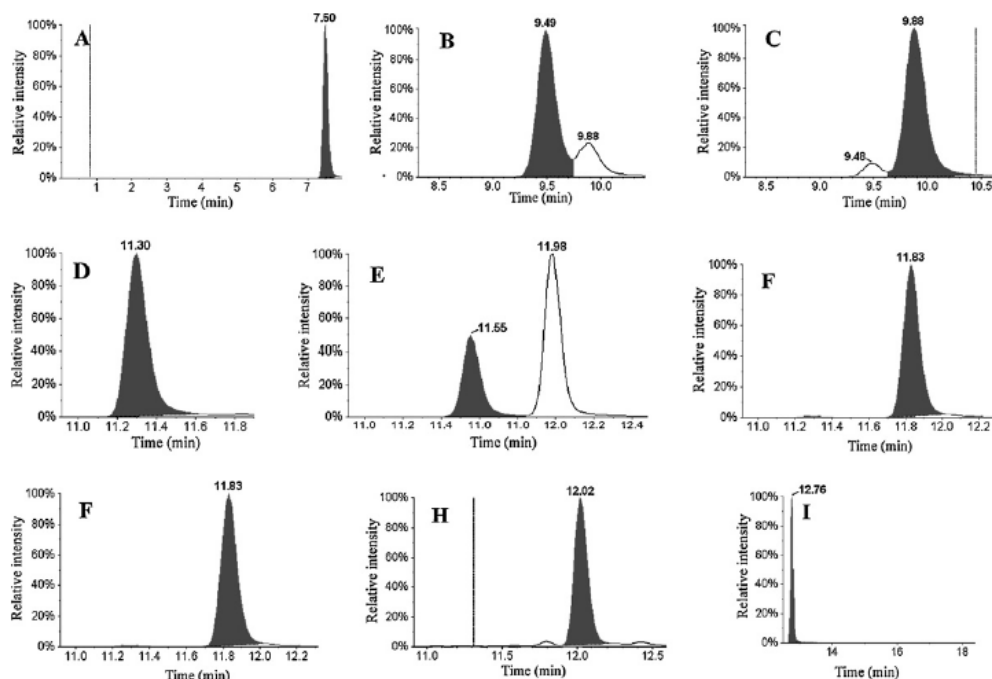 A
7.50
Relative intensity
100%
80%
60%
40%
20%
0%
1 2 3 4 5 6 7
Time (min)
B
9.49
9.88
Relative intensity
100%
80%
60%
40%
20%
0%
8.5 9.0 9.5 10.0
Time (min)
C
9.88
9.48
Relative intensity
100%
80%
60%
40%
20%
0%
8.5 9.0 9.5 10.0 10.5
Time (min)
D
11.30
Relative intensity
100%
80%
60%
40%
20%
0%
11.0 11.2 11.4 11.6 11.8
Time (min)
E
11.98
11.55
Relative intensity
100%
80%
60%
40%
20%
0%
11.0 11.2 11.4 11.6 11.8 12.0 12.2 12.4
Time (min)
F
11.83
Relative intensity
100%
80%
60%
40%
20%
0%
11.0 11.2 11.4 11.6 11.8 12.0 12.2
Time (min)
F
11.83
Relative intensity
100%
80%
60%
40%
20%
0%
11.0 11.2 11.4 11.6 11.8 12.0 12.2
Time (min)
H
12.02
Relative intensity
100%
80%
60%
40%
20%
0%
11.0 11.5 12.0 12.5
Time (min)
I
12.76
Relative intensity
100%
80%
60%
40%
20%
0%
14 16 18
Time (min)